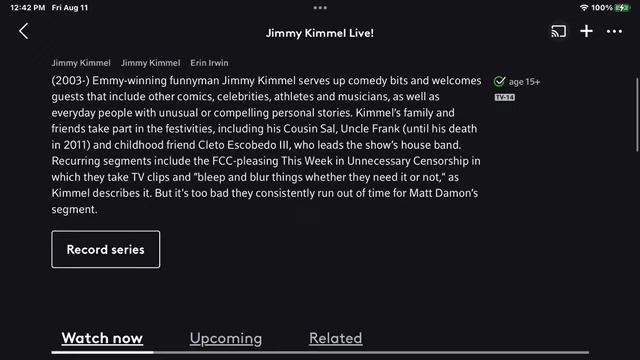 12:42 PM Fri Aug 11
100%
Jimmy Kimmel Live!
Jimmy Kimmel Jimmy Kimmel Erin Irwin
(2003-) Emmy-winning funnyman Jimmy Kimmel serves up comedy bits and welcomes
guests that include other comics, celebrities, athletes and musicians, as well as
everyday people with unusual or compelling personal stories. Kimmel's family and
friends take part in the festivities, including his Cousin Sal, Uncle Frank (until his death
in 2011) and childhood friend Cleto Escobedo III, who leads the show's house band.
Recurring segments include the FCC-pleasing This Week in Unnecessary Censorship in
which they take TV clips and "bleep and blur things whether they need it or not," as
Kimmel describes it. But it's too bad they consistently run out of time for Matt Damon's
segment.
age 15+
TV-14
Record series
Watch now Upcoming Related